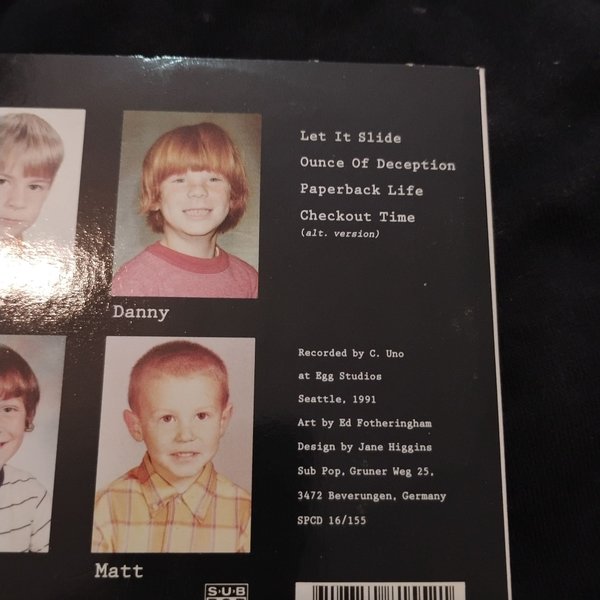 Let It Slide
Ounce Of Deception
Paperback Life
Checkout Time
(alt. version)
Danny
Recorded by C. Uno
at Egg Studios
Seattle, 1991
Art by Ed Fotheringham
Design by Jane Higgins
Sub Pop, Gruner Weg 25,
3472 Beverungen, Germany
SPCD 16/155
Matt
SUB